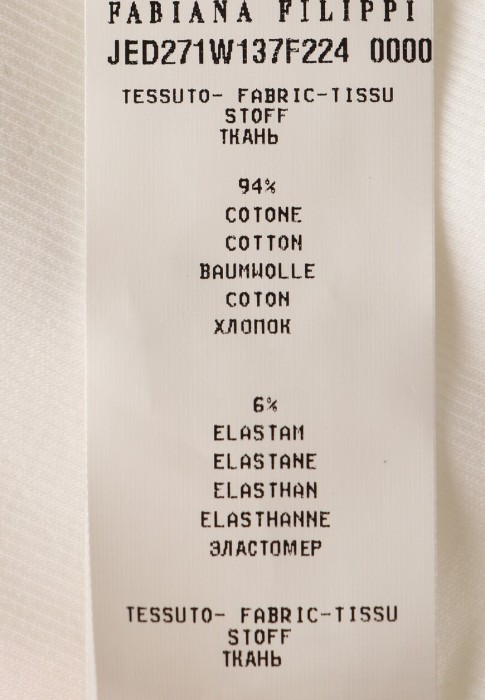 FABIANA FILIPPI
JED271W137F224 0000
TESSUTO- FABRIC-TISSU
STOFF
ТКАНЬ
94%
COTONE
COTTON
BAUMWOLLE
COTON
ХЛОПОК
6%
ELASTAM
ELASTANE
ELASTHAN
ELASTHANNE
ЭЛАСТОМЕР
TESSUTO- FABRIC-TISSU
STOFF
ТКАНЬ